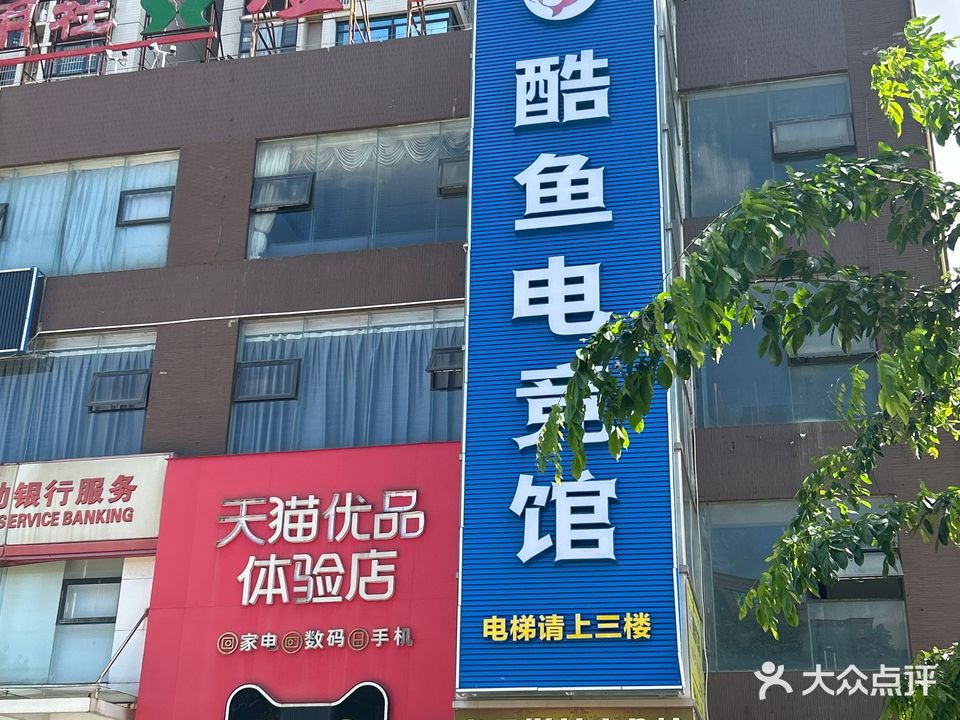 酷鱼电竞馆
电梯请上三楼
银行服务
SERVICE BANKING
天猫优品
体验店
家电 数码 手机
大众点评